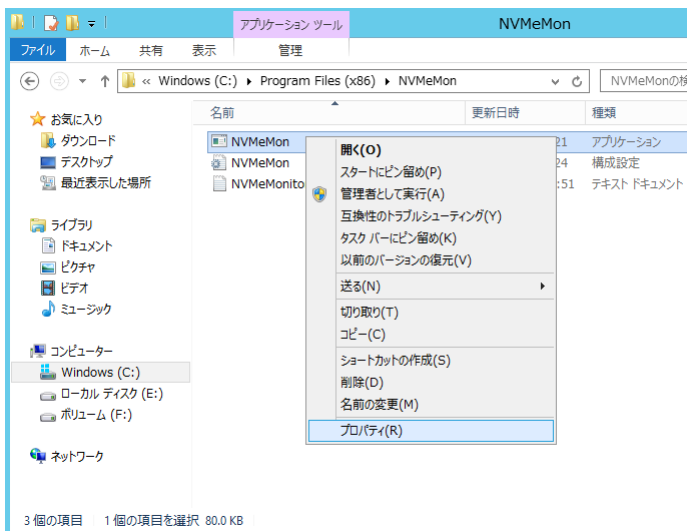 アプリケーション ツール
NVMeMon
ファイル ホーム 共有 表示 管理
« Windows (C:) ▸ Program Files (x86) ▸ NVMeMon
NVMeMonの検
名前 更新日時 種類
お気に入り
ダウンロード
デスクトップ
最近表示した場所
ライブラリ
ドキュメント
ピクチャ
ビデオ
ミュージック
コンピューター
Windows (C:)
ローカル ディスク (E:)
ボリューム (F:)
ネットワーク
NVMeMon 21 アプリケーション
NVMeMon 24 構成設定
NVMeMonito :51 テキスト ドキュメント
開く(O)
スタートにピン留め(P)
管理者として実行(A)
互換性のトラブルシューティング(Y)
タスク バーにピン留め(K)
以前のバージョンの復元(V)
送る(N)
切り取り(T)
コピー(C)
ショートカットの作成(S)
削除(D)
名前の変更(M)
プロパティ(R)
3 個の項目 1 個の項目を選択 80.0 KB